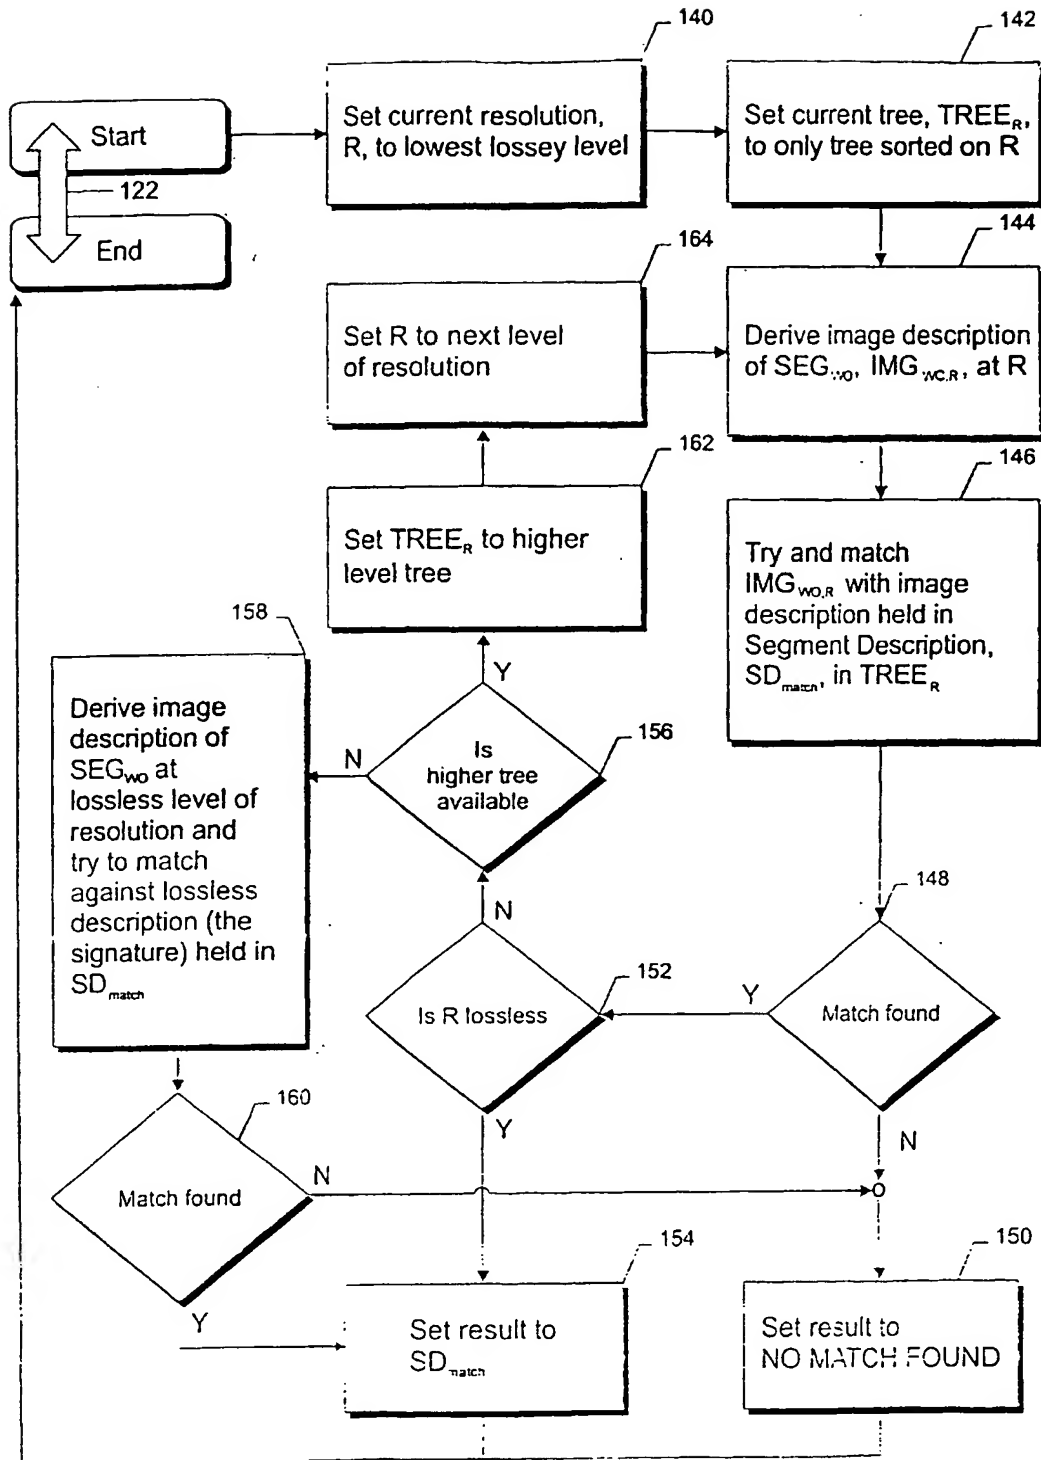 140
142
Start
122
End
Set current resolution,
R, to lowest lossey level
Set current tree, TREE_R,
to only tree sorted on R
164
144
Set R to next level
of resolution
Derive image description
of SEG_WO, IMG_WO,R, at R
162
146
Set TREE_R to higher
level tree
Try and match
IMG_WO,R with image
description held in
Segment Description,
SD_match, in TREE_R
158
Derive image
description of
SEG_WO at
lossless level of
resolution and
try to match
against lossless
description (the
signature) held in
SD_match
Y
N
Is
higher tree
available
156
148
N
Is R lossless
152
Y
Match found
Y
N
160
Match found
N
Y
154
Set result to
SD_match
150
Set result to
NO MATCH FOUND